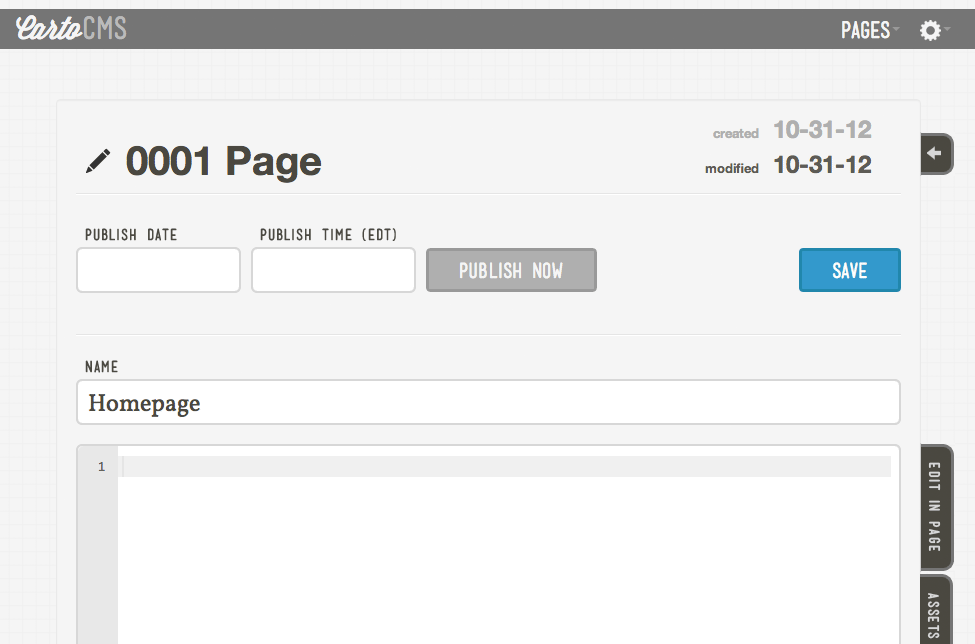 CartoCMS
PAGES
0001 Page
created 10-31-12
modified 10-31-12
PUBLISH DATE
PUBLISH TIME (EDT)
PUBLISH NOW
SAVE
NAME
Homepage
1
EDIT IN PAGE
ASSETS